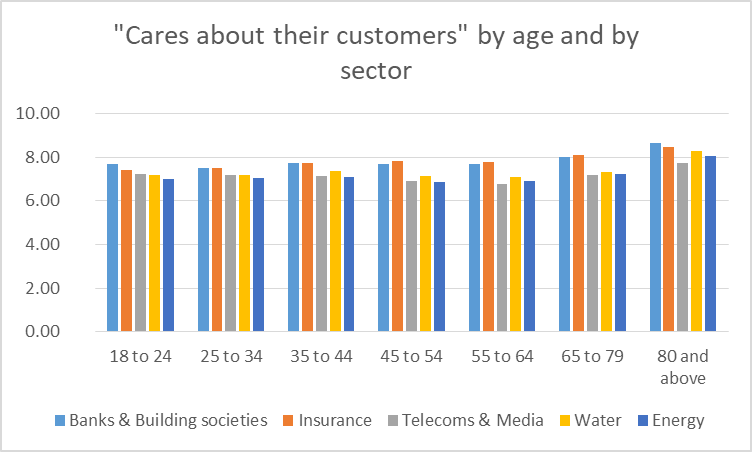 "Cares about their customers" by age and by
sector
10.00
8.00
6.00
4.00
2.00
0.00
18 to 24 25 to 34 35 to 44 45 to 54 55 to 64 65 to 79 80 and
above
Banks & Building societies Insurance Telecoms & Media Water Energy